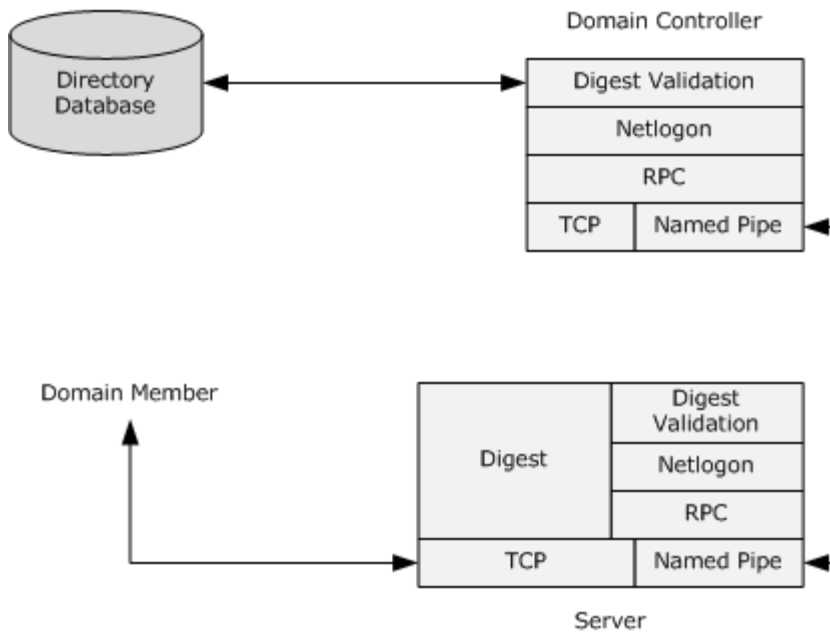 Domain Controller
Directory
Database
Digest Validation
Netlogon
RPC
TCP
Named Pipe
Domain Member
Digest
Digest
Validation
Netlogon
RPC
TCP
Named Pipe
Server